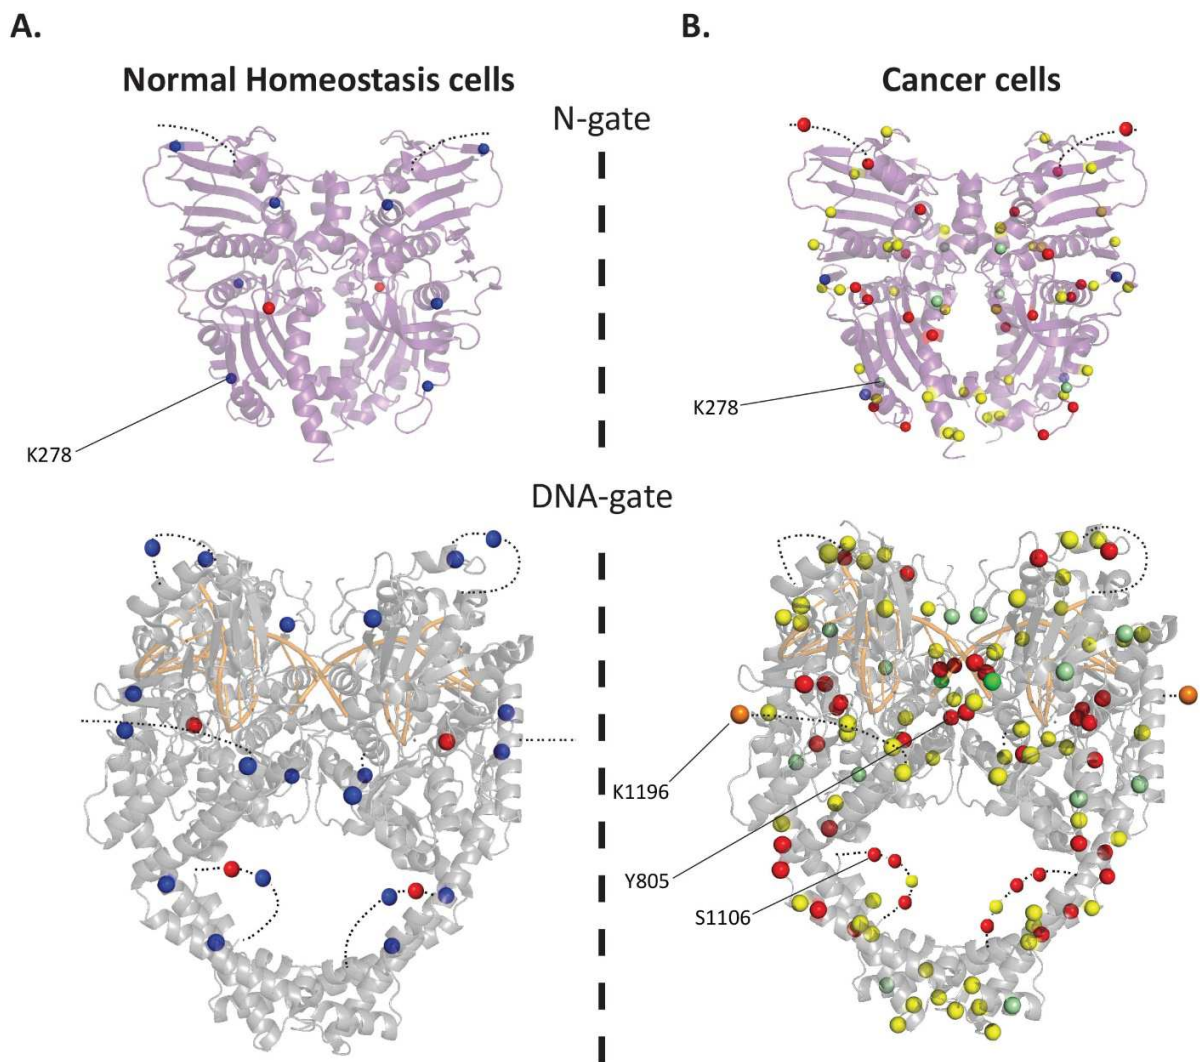 A.
B.
Normal Homeostasis cells
Cancer cells
N-gate
K278
K278
DNA-gate
K1196
Y805
S1106